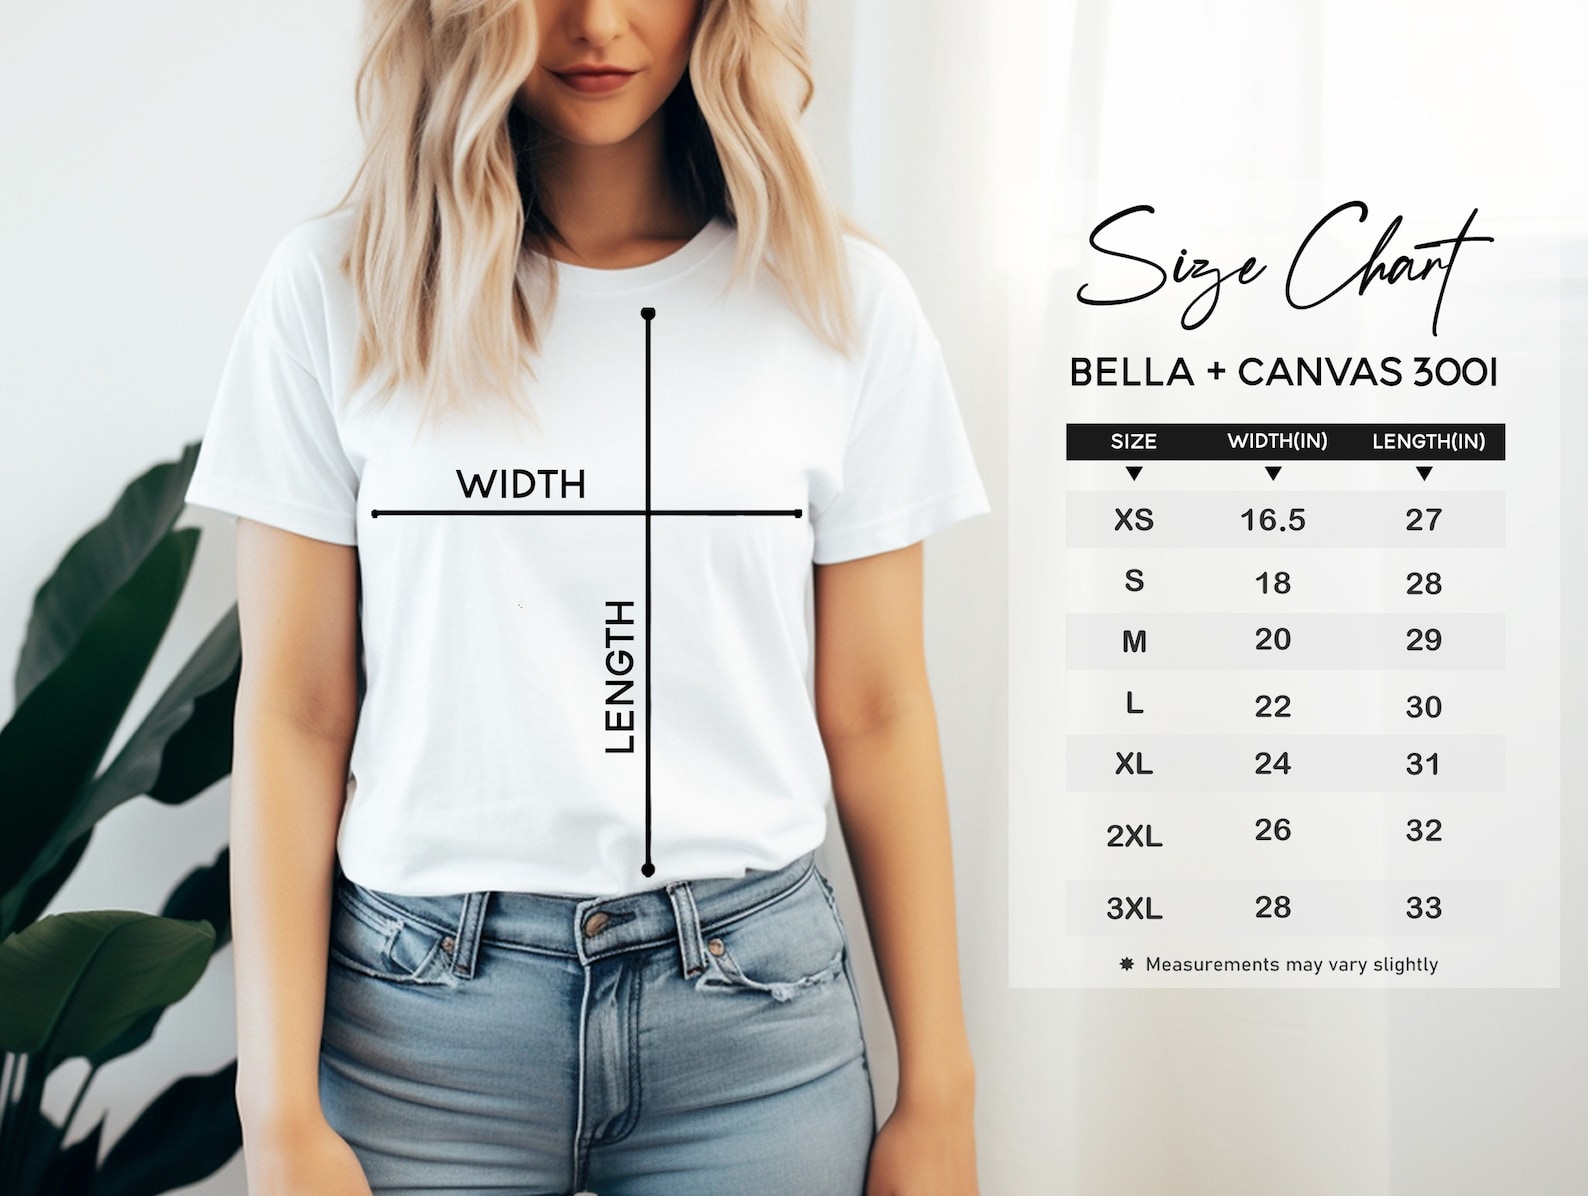 Size Chart
BELLA + CANVAS 3001
SIZE WIDTH(IN) LENGTH(IN)
XS 16.5 27
S 18 28
M 20 29
L 22 30
XL 24 31
2XL 26 32
3XL 28 33
✸ Measurements may vary slightly
WIDTH
LENGTH